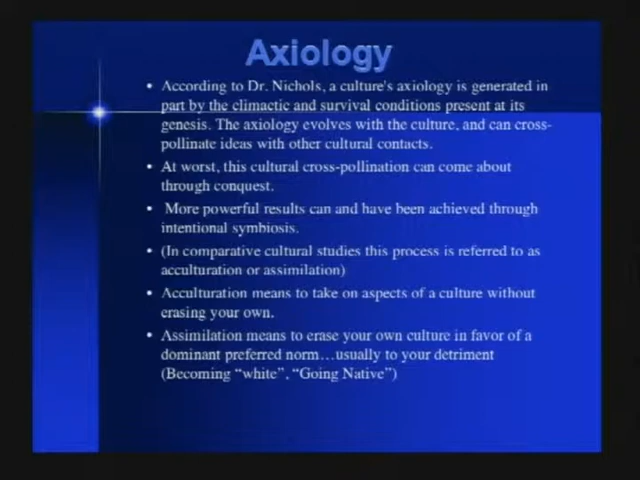 Axiology
• According to Dr. Nichols, a culture's axiology is generated in
part by the climactic and survival conditions present at its
genesis. The axiology evolves with the culture, and can cross-
pollinate ideas with other cultural contacts.
• At worst, this cultural cross-pollination can come about
through conquest.
• More powerful results can and have been achieved through
intentional symbiosis.
• (In comparative cultural studies this process is referred to as
acculturation or assimilation)
• Acculturation means to take on aspects of a culture without
erasing your own.
• Assimilation means to erase your own culture in favor of a
dominant preferred norm…usually to your detriment
(Becoming “white”, “Going Native”)